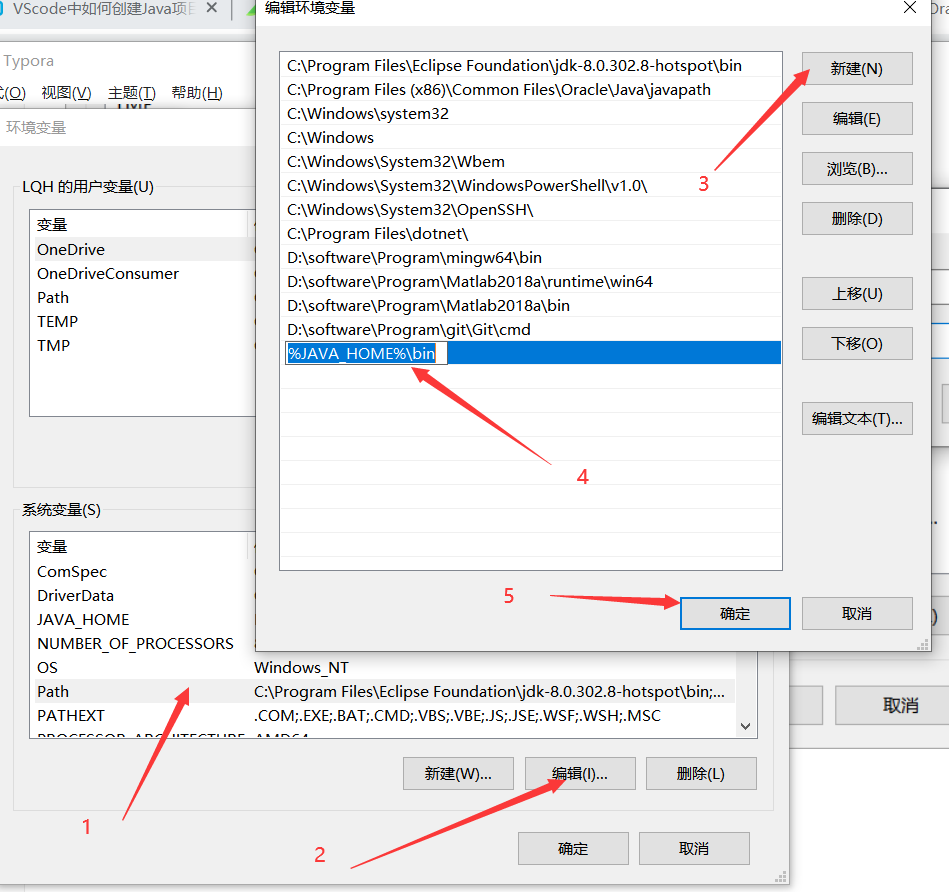 VScode中如何创建Java项目
编辑环境变量
Typora
式(O) 视图(V) 主题(T) 帮助(H)
环境变量
LQH 的用户变量(U)
变量
OneDrive
OneDriveConsumer
Path
TEMP
TMP
C:\Program Files\Eclipse Foundation\jdk-8.0.302.8-hotspot\bin
C:\Program Files (x86)\Common Files\Oracle\Java\javapath
C:\Windows\system32
C:\Windows
C:\Windows\System32\Wbem
C:\Windows\System32\WindowsPowerShell\v1.0\
C:\Windows\System32\OpenSSH\
C:\Program Files\dotnet\
D:\software\Program\mingw64\bin
D:\software\Program\Matlab2018a\runtime\win64
D:\software\Program\Matlab2018a\bin
D:\software\Program\git\Git\cmd
%JAVA_HOME%\bin
新建(N)
编辑(E)
浏览(B)...
删除(D)
上移(U)
下移(O)
编辑文本(T)...
3
4
5
确定
取消
系统变量(S)
变量
ComSpec
DriverData
JAVA_HOME
NUMBER_OF_PROCESSORS
OS Windows_NT
Path C:\Program Files\Eclipse Foundation\jdk-8.0.302.8-hotspot\bin;...
PATHEXT .COM;.EXE;.BAT;.CMD;.VBS;.VBE;.JS;.JSE;.WSF;.WSH;.MSC
PROCESSOR_ARCHITECTURE AMD64
新建(W)...
编辑(I)...
删除(L)
取消
1
2
确定
取消